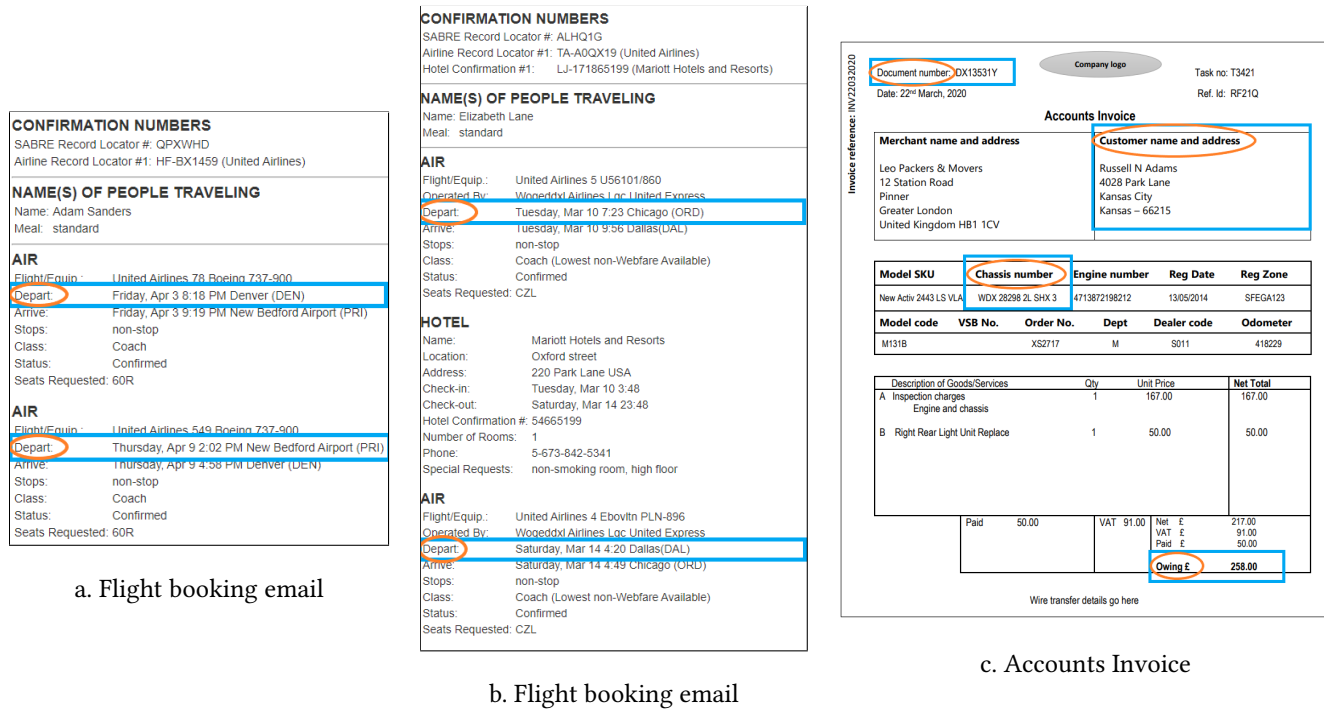 CONFIRMATION NUMBERS
SABRE Record Locator #: QPXWHD
Airline Record Locator #1: HF-BX1459 (United Airlines)
NAME(S) OF PEOPLE TRAVELING
Name: Adam Sanders
Meal: standard
AIR
Flight/Equip.: United Airlines 78 Boeing 737-900
Depart: Friday, Apr 3 8:18 PM Denver (DEN)
Arrive: Friday, Apr 3 9:19 PM New Bedford Airport (PRI)
Stops: non-stop
Class: Coach
Status: Confirmed
Seats Requested: 60R
AIR
Flight/Equip.: United Airlines 549 Boeing 737-900
Depart: Thursday, Apr 9 2:02 PM New Bedford Airport (PRI)
Arrive: Thursday, Apr 9 4:58 PM Denver (DEN)
Stops: non-stop
Class: Coach
Status: Confirmed
Seats Requested: 60R
a. Flight booking email
CONFIRMATION NUMBERS
SABRE Record Locator #: ALHQ1G
Airline Record Locator #1: TA-A0QX19 (United Airlines)
Hotel Confirmation #1: LJ-171865199 (Mariott Hotels and Resorts)
NAME(S) OF PEOPLE TRAVELING
Name: Elizabeth Lane
Meal: standard
AIR
Flight/Equip.: United Airlines 5 U56101/860
Operated By: Wogeddxl Airlines Lqc United Express
Depart: Tuesday, Mar 10 7:23 Chicago (ORD)
Arrive: Tuesday, Mar 10 9:56 Dallas(DAL)
Stops: non-stop
Class: Coach (Lowest non-Webfare Available)
Status: Confirmed
Seats Requested: CZL
HOTEL
Name: Mariott Hotels and Resorts
Location: Oxford street
Address: 220 Park Lane USA
Check-in: Tuesday, Mar 10 3:48
Check-out: Saturday, Mar 14 23:48
Hotel Confirmation #: 54665199
Number of Rooms: 1
Phone: 5-673-842-5341
Special Requests: non-smoking room, high floor
AIR
Flight/Equip.: United Airlines 4 Ebovltn PLN-896
Operated By: Wogeddxl Airlines Lqc United Express
Depart: Saturday, Mar 14 4:20 Dallas(DAL)
Arrive: Saturday, Mar 14 4:49 Chicago (ORD)
Stops: non-stop
Class: Coach (Lowest non-Webfare Available)
Status: Confirmed
Seats Requested: CZL
b. Flight booking email
Invoice reference: INV22032020
Document number: DX13531Y
Company logo
Task no: T3421
Date: 22nd March, 2020
Ref. Id: RF21Q
Accounts Invoice
Merchant name and address
Leo Packers & Movers
12 Station Road
Pinner
Greater London
United Kingdom HB1 1CV
Customer name and address
Russell N Adams
4028 Park Lane
Kansas City
Kansas – 66215
Model SKU Chassis number Engine number Reg Date Reg Zone
New Activ 2443 LS VLA WDX 28298 2L SHX 3 4713872198212 13/05/2014 SFEGA123
Model code VSB No. Order No. Dept Dealer code Odometer
M131B XS2717 M S011 418229
Description of Goods/Services Qty Unit Price Net Total
A Inspection charges 1 167.00 167.00
Engine and chassis
B Right Rear Light Unit Replace 1 50.00 50.00
Paid 50.00 VAT 91.00 Net £ 217.00
VAT £ 91.00
Paid £ 50.00
Owing £ 258.00
Wire transfer details go here
c. Accounts Invoice